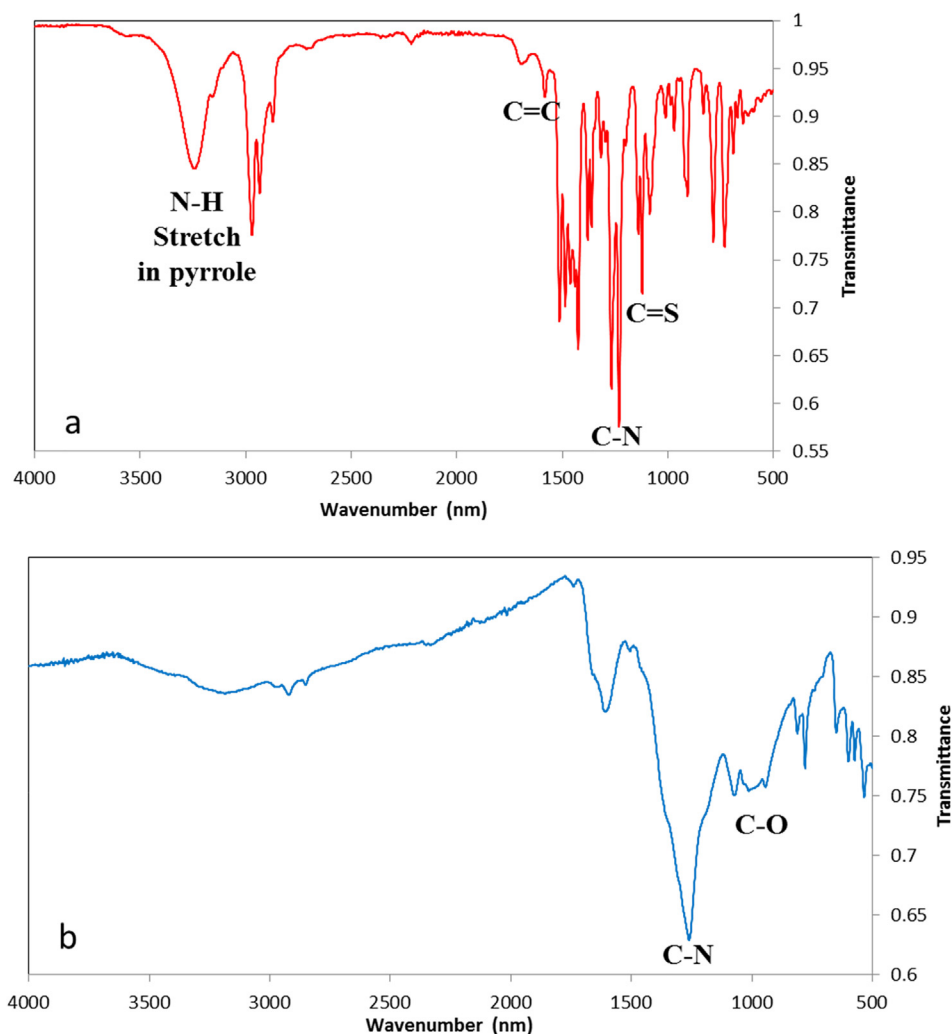 1
0.95
0.9
0.85
0.8
0.75
0.7
0.65
0.6
0.55
Transmittance
C=C
N-H
Stretch
in pyrrole
C=S
C-N
a
4000 3500 3000 2500 2000 1500 1000 500
Wavenumber (nm)
0.95
0.9
0.85
0.8
0.75
0.7
0.65
0.6
Transmittance
C-O
C-N
b
4000 3500 3000 2500 2000 1500 1000 500
Wavenumber (nm)